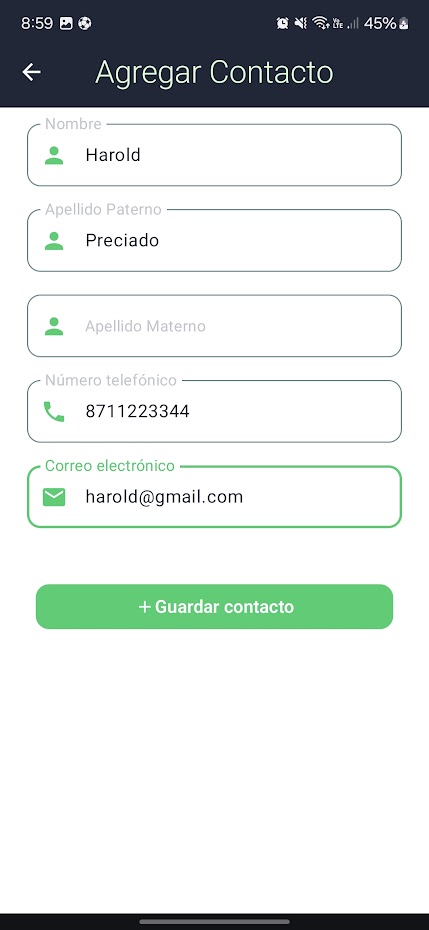 8:59 45%
Agregar Contacto
Nombre
Harold
Apellido Paterno
Preciado
Apellido Materno
Número telefónico
8711223344
Correo electrónico
harold@gmail.com
+ Guardar contacto